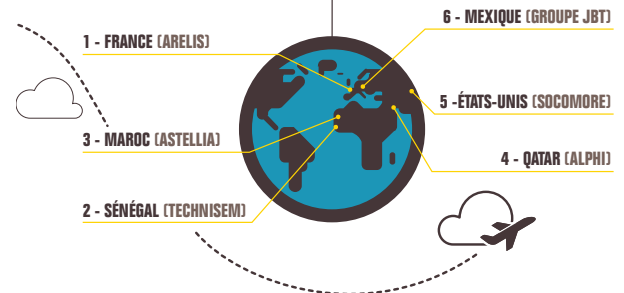 6 - MEXIQUE (GROUPE JBT)
1 - FRANCE (ARELIS)
5 -ÉTATS-UNIS (SOCOMORE)
3 - MAROC (ASTELLIA)
4 - QATAR (ALPHI)
2 - SÉNÉGAL (TECHNISEM)